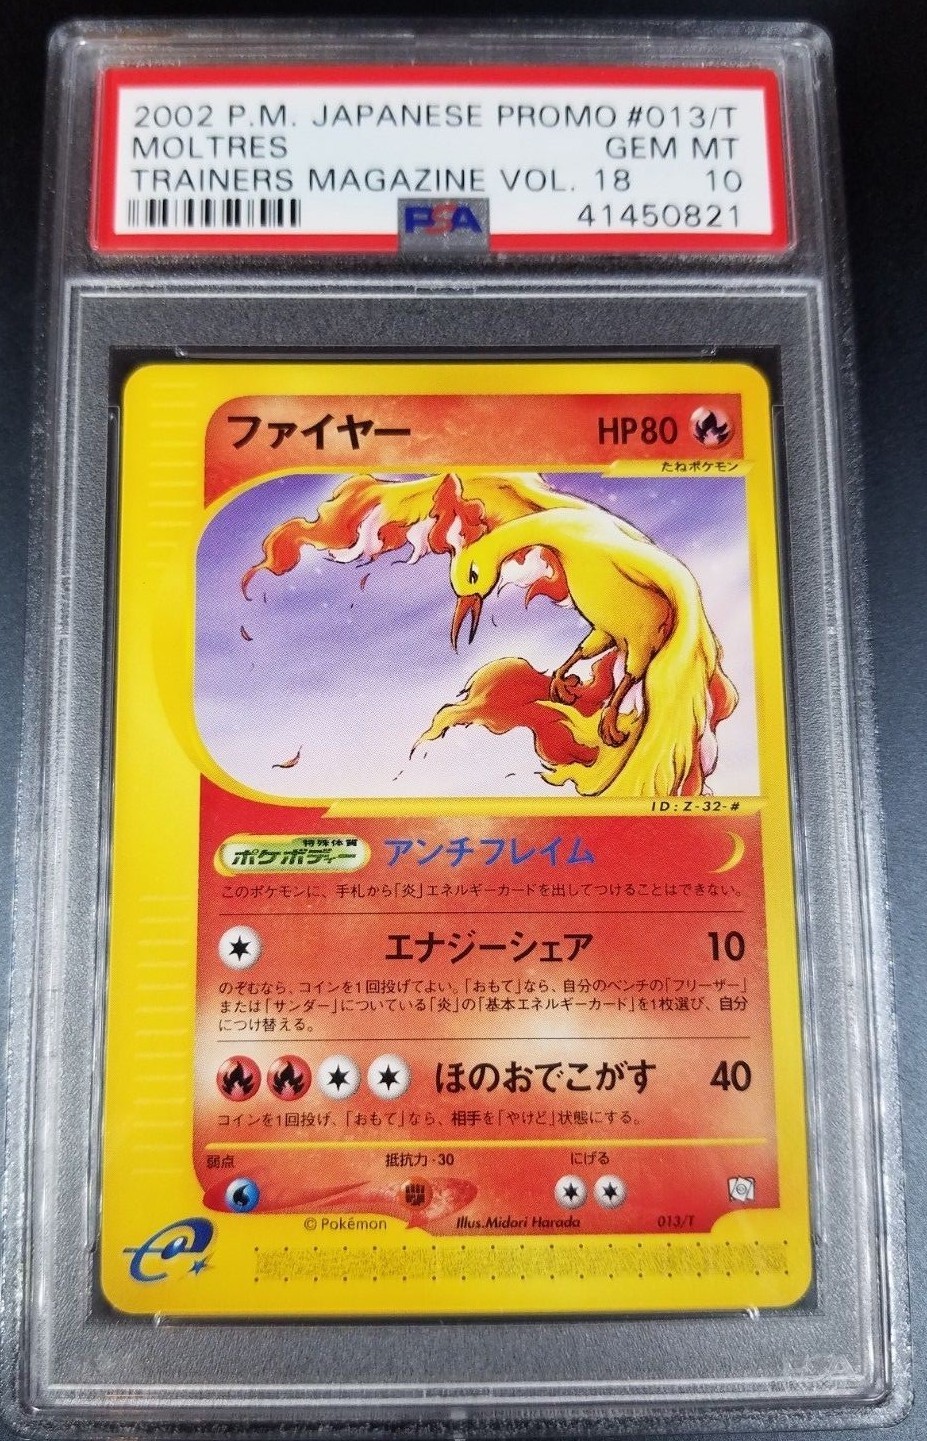 2002 P.M. JAPANESE PROMO #013/T
MOLTRES GEM MT
TRAINERS MAGAZINE VOL. 18 10
PSA 41450821
ファイヤー HP80
たねポケモン
ID:Z-32-#
特殊体質
ポケボディー アンチフレイム
このポケモンに、手札から「炎」エネルギーカードを出してつけることはできない。
エナジーシェア 10
のぞむなら、コインを1回投げてよい。「おもて」なら、自分のベンチの「フリーザー」
または「サンダー」についている「炎」の「基本エネルギーカード」を1枚選び、自分
につけ替える。
ほのおでこがす 40
コインを1回投げ、「おもて」なら、相手を「やけど」状態にする。
弱点 抵抗力・30 にげる
© Pokémon Illus.Midori Harada 013/T
e